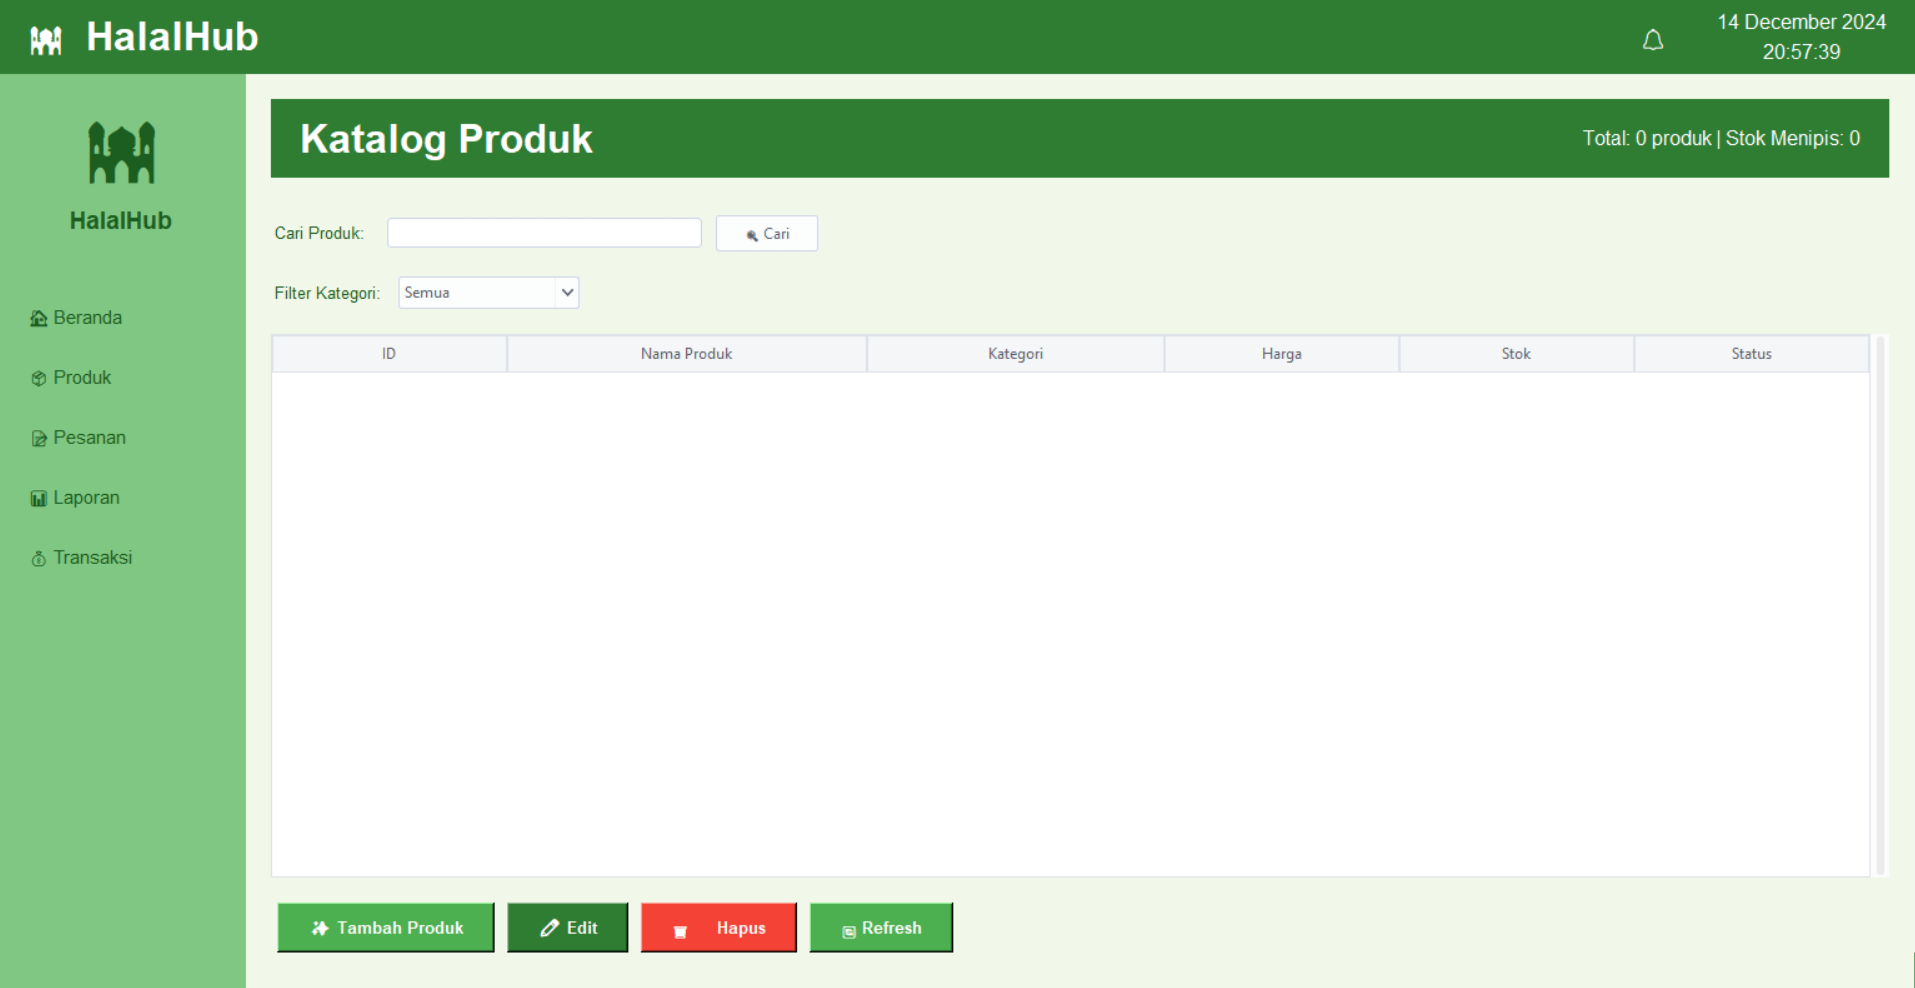 HalalHub
14 December 2024
20:57:39
HalalHub
Beranda
Produk
Pesanan
Laporan
Transaksi
Katalog Produk
Total: 0 produk | Stok Menipis: 0
Cari Produk:
Cari
Filter Kategori:
Semua
ID Nama Produk Kategori Harga Stok Status
Tambah Produk Edit Hapus Refresh